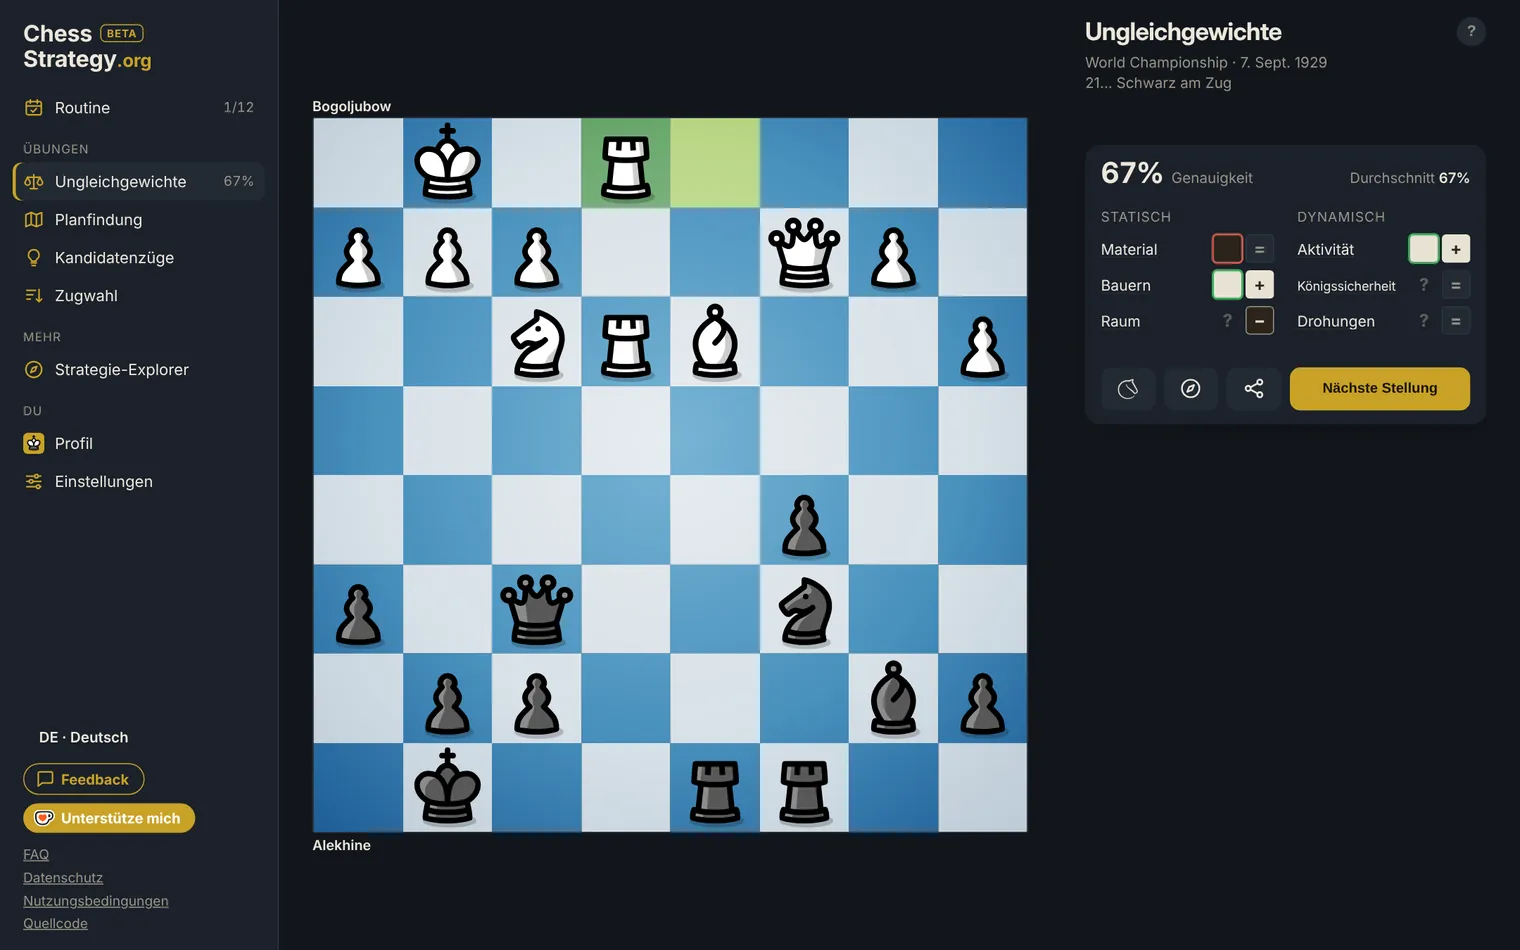 Chess BETA
Strategy.org
Routine 1/12
ÜBUNGEN
Ungleichgewichte 67%
Planfindung
Kandidatenzüge
Zugwahl
MEHR
Strategie-Explorer
DU
Profil
Einstellungen
DE · Deutsch
Feedback
Unterstütze mich
FAQ
Datenschutz
Nutzungsbedingungen
Quellcode
Bogoljubow
Alekhine
Ungleichgewichte ?
World Championship · 7. Sept. 1929
21... Schwarz am Zug
67% Genauigkeit Durchschnitt 67%
STATISCH DYNAMISCH
Material = Aktivität +
Bauern + Königssicherheit ? =
Raum ? − Drohungen ? =
Nächste Stellung